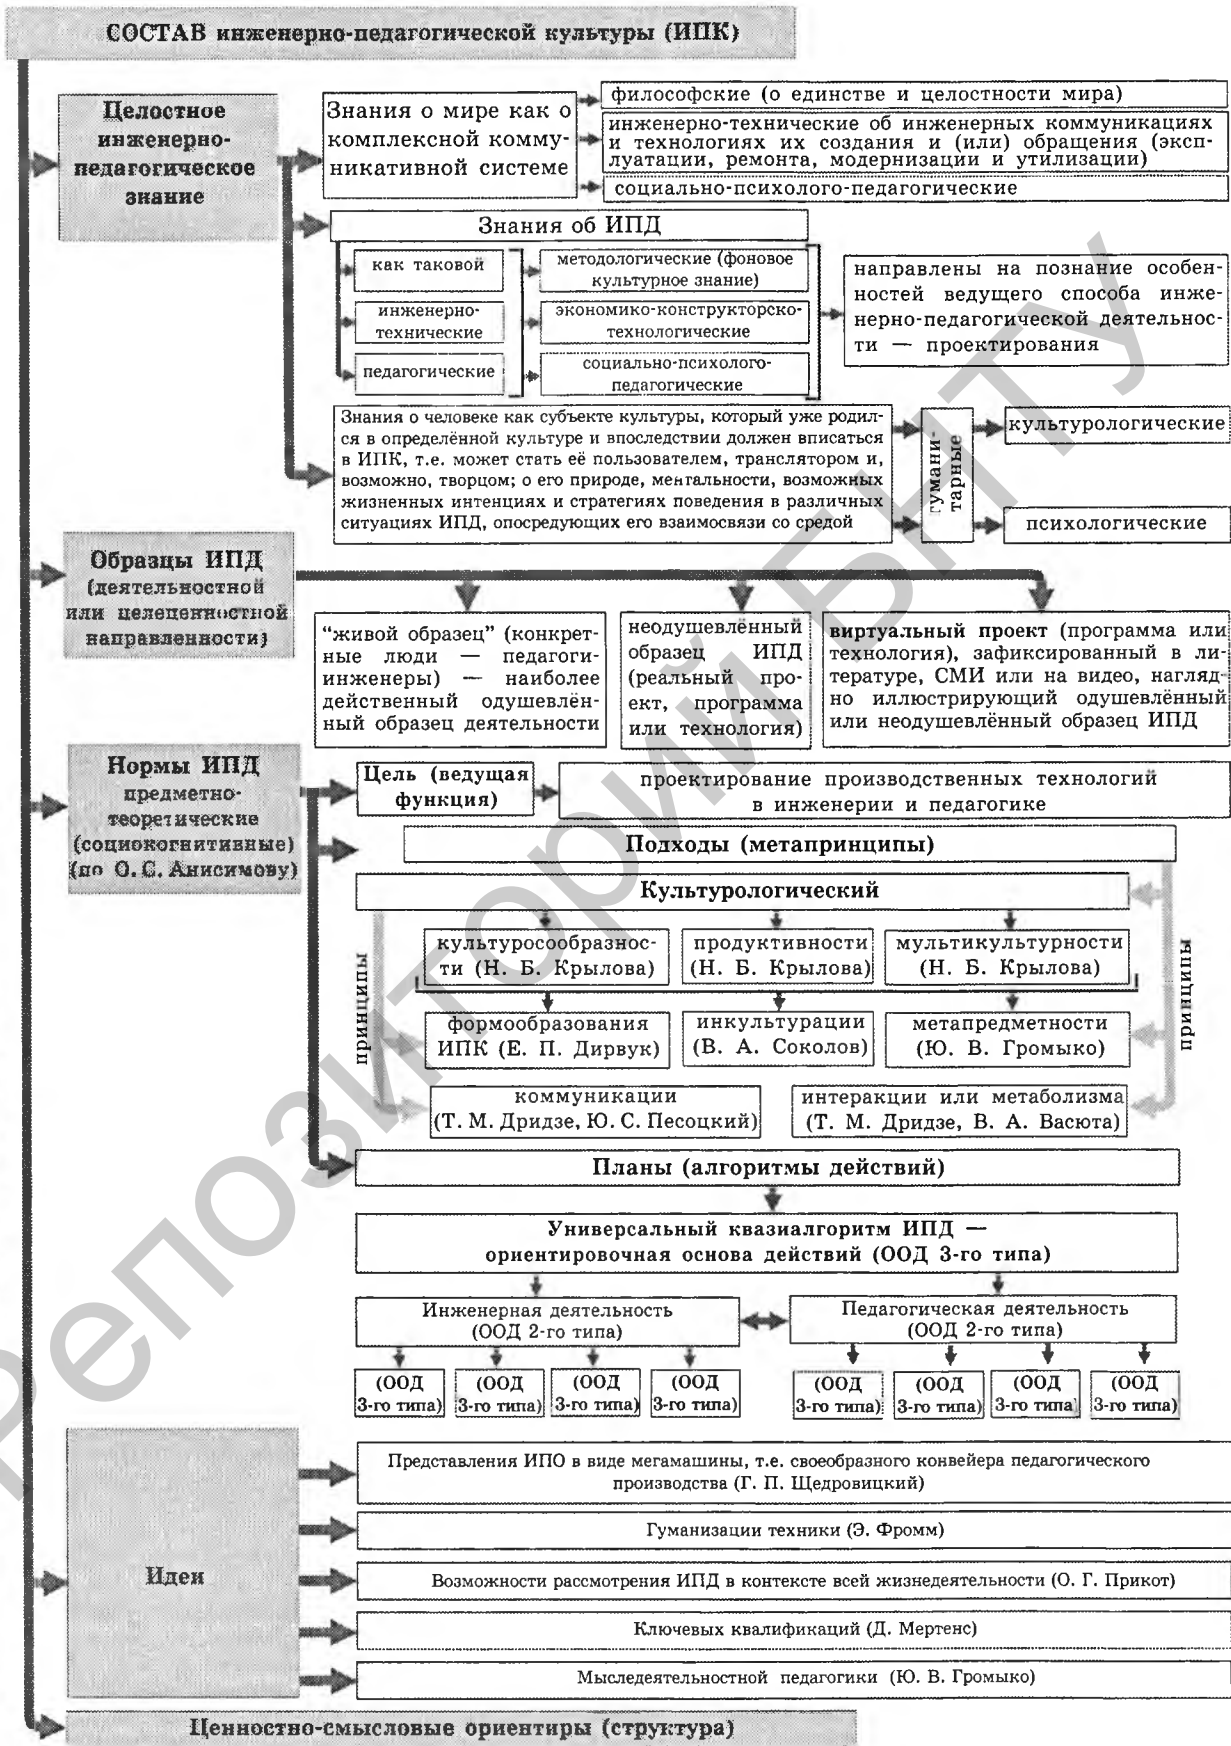 СОСТАВ инженерно-педагогической культуры (ИПК)
Целостное
инженерно-
педагогическое
знание
Знания о мире как о
комплексной комму-
никативной системе
философские (о единстве и целостности мира)
инженерно-технические об инженерных коммуникациях
и технологиях их создания и (или) обращения (эксп-
луатации, ремонта, модернизации и утилизации)
социально-психолого-педагогические
Знания об ИПД
как таковой
инженерно-
технические
педагогические
методологические (фоновое
культурное знание)
экономико-конструкторско-
технологические
социально-психолого-
педагогические
направлены на познание особен-
ностей ведущего способа инже-
нерно-педагогической деятельнос-
ти — проектирования
Знания о человеке как субъекте культуры, который уже родил-
ся в определённой культуре и впоследствии должен вписаться
в ИПК, т.е. может стать её пользователем, транслятором и,
возможно, творцом; о его природе, ментальности, возможных
жизненных интенциях и стратегиях поведения в различных
ситуациях ИПД, опосредующих его взаимосвязи со средой
гумани-
тарные
культурологические
психологические
Образцы ИПД
(деятельностной
или целеценностной
направленности)
“живой образец” (конкрет-
ные люди — педагоги-
инженеры) — наиболее
действенный одушевлён-
ный образец деятельности
неодушевлённый
образец ИПД
(реальный про-
ект, программа
или технология)
виртуального проект (программа или
технология), зафиксированный в ли-
тературе, СМИ или на видео, нагляд-
но иллюстрирующий одушевлённый
или неодушевлённый образец ИПД
Нормы ИПД
предметно-
теоретические
(социокогнитивные)
(по О. С. Анисимову)
Цель (ведущая
функция)
проектирование производственных технологий
в инженерии и педагогике
Подходы (метапринципы)
Культурологический
принципы
культуросообразнос-
ти (Н. Б. Крылова)
продуктивности
(Н. Б. Крылова)
мультикультурности
(Н. Б. Крылова)
принципы
формообразования
ИПК (Е. П. Дирвук)
инкультурации
(В. А. Соколов)
метапредметности
(Ю. В. Громыко)
коммуникации
(Т. М. Дридзе, Ю. С. Песоцкий)
интеракции или метаболизма
(Т. М. Дридзе, В. А. Васюта)
Планы (алгоритмы действий)
Универсальный квазиалгоритм ИПД —
ориентировочная основа действий (ООД 3-го типа)
Инженерная деятельность
(ООД 2-го типа)
Педагогическая деятельность
(ООД 2-го типа)
(ООД
3-го типа)
(ООД
3-го типа)
(ООД
3-го типа)
(ООД
3-го типа)
(ООД
3-го типа)
(ООД
3-го типа)
(ООД
3-го типа)
(ООД
3-го типа)
Идеи
Представления ИПО в виде мегамашины, т.е. своеобразного конвейера педагогического
производства (Г. П. Щедровицкий)
Гуманизации техники (Э. Фромм)
Возможности рассмотрения ИПД в контексте всей жизнедеятельности (О. Г. Прикот)
Ключевых квалификаций (Д. Мертенс)
Мыследеятельностной педагогики (Ю. В. Громыко)
Ценностно-смысловые ориентиры (структура)
Репозиторий БНТУ